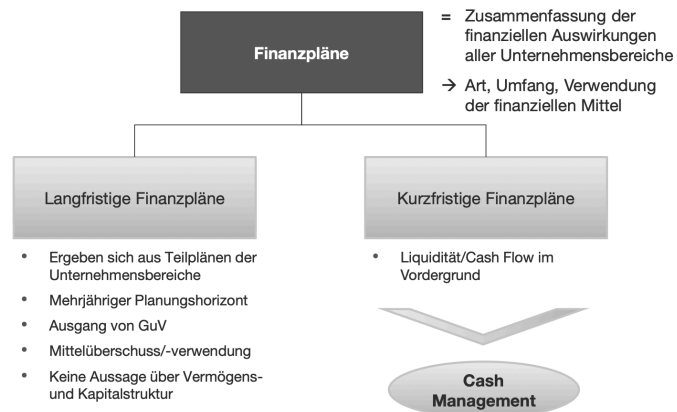 Finanzpläne
= Zusammenfassung der
finanziellen Auswirkungen
aller Unternehmensbereiche
→ Art, Umfang, Verwendung
der finanziellen Mittel
Langfristige Finanzpläne
• Ergeben sich aus Teilplänen der
Unternehmensbereiche
• Mehrjähriger Planungshorizont
• Ausgang von GuV
• Mittelüberschuss/-verwendung
• Keine Aussage über Vermögens-
und Kapitalstruktur
Kurzfristige Finanzpläne
• Liquidität/Cash Flow im
Vordergrund
Cash
Management